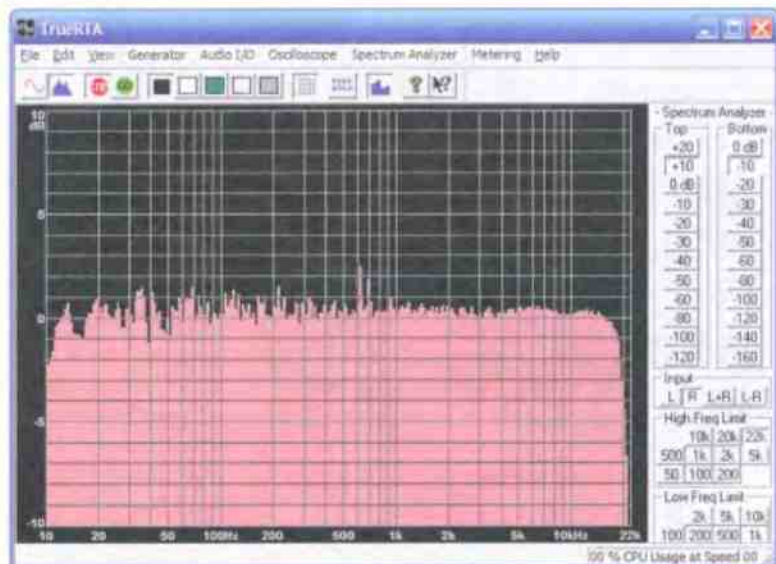 TrueRTA
File Edit View Generator Audio I/O Oscilloscope Spectrum Analyzer Metering Help
10
dB
5
0
-5
-10
10 20 50 100Hz 200 500 1k 2k 5k 10kHz 22k
Spectrum Analyzer
Top Bottom
+20 0 dB
+10 -10
0 dB -20
-10 -30
-20 -40
-30 -50
-40 -60
-50 -80
-60 -100
-80 -120
-100 -140
-120 -160
Input
L R L+R L-R
High Freq Limit
10k 20k 22k
500 1k 2k 5k
50 100 200
Low Freq Limit
2k 5k 10k
100 200 500 1k
00 % CPU Usage at Speed 00